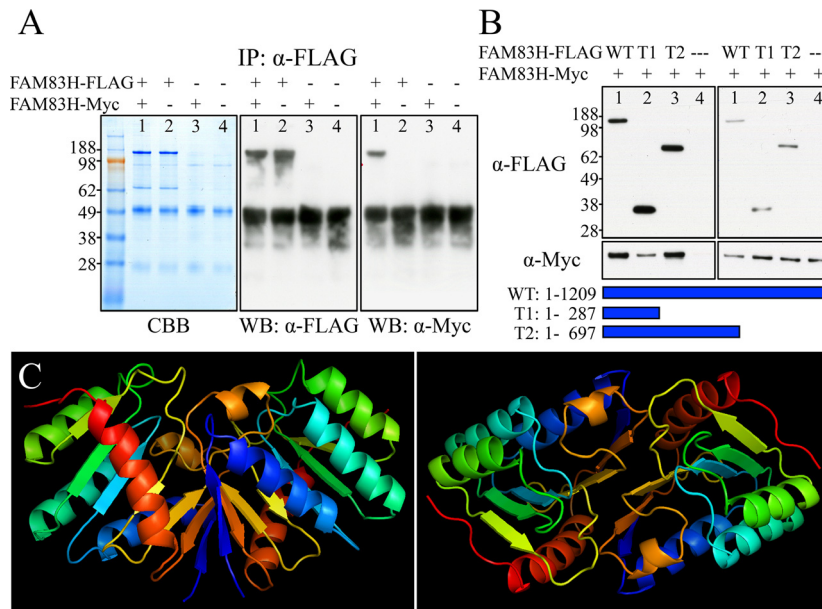 A
IP: α-FLAG
FAM83H-FLAG + + - - + + - - + + - -
FAM83H-Myc + - + - + - + - + - + -
1 2 3 4 1 2 3 4 1 2 3 4
188
98
62
49
38
28
CBB WB: α-FLAG WB: α-Myc
B
FAM83H-FLAG WT T1 T2 --- WT T1 T2 --
FAM83H-Myc + + + + + + + +
1 2 3 4 1 2 3 4
188
98
62
49
38
28
α-FLAG
α-Myc
WT: 1-1209
T1: 1- 287
T2: 1- 697
C